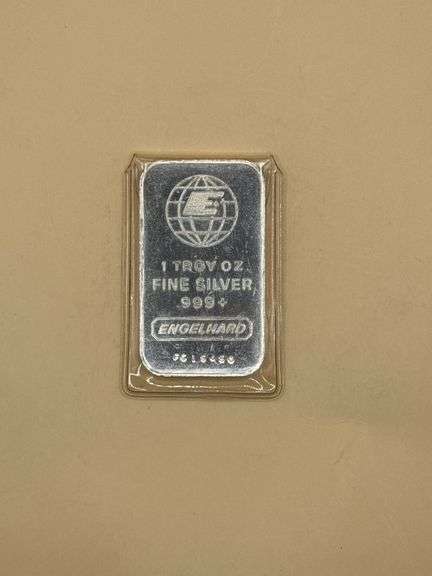 E
1 TROY OZ
FINE SILVER
999+
ENGELHARD